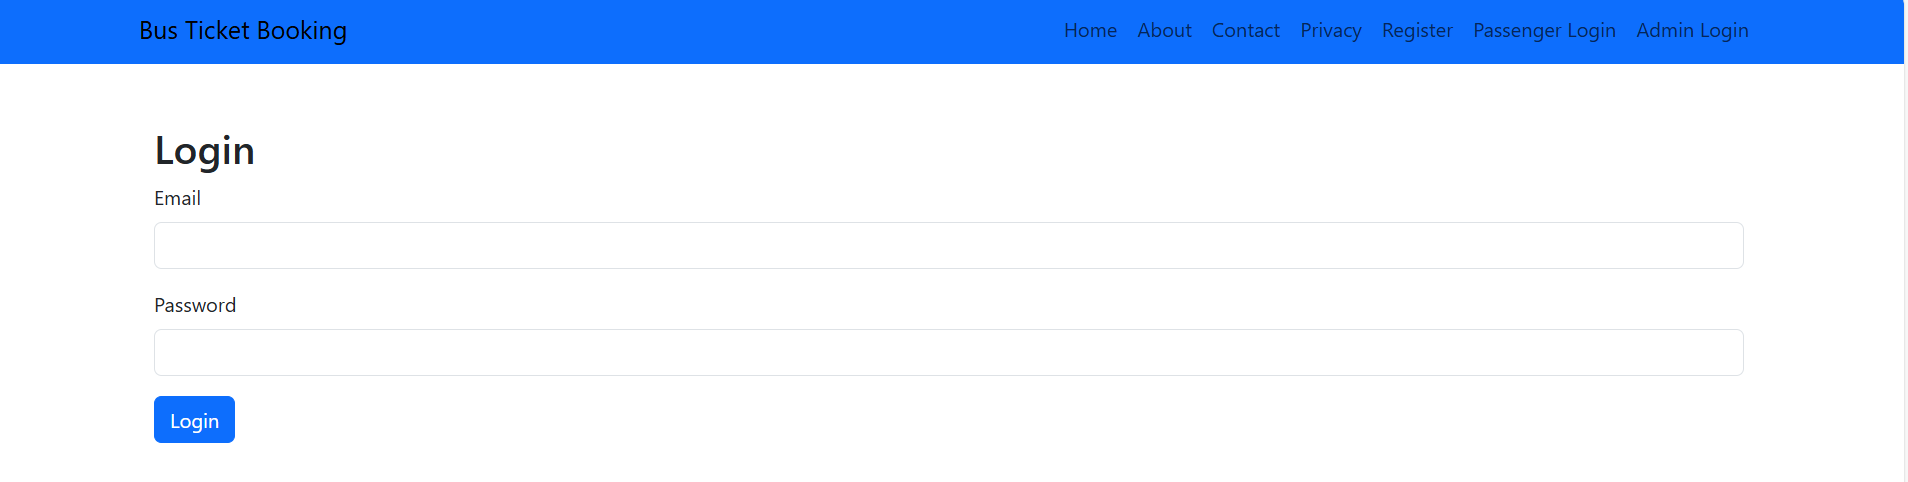 Bus Ticket Booking Home About Contact Privacy Register Passenger Login Admin Login
Login
Email
Password
Login